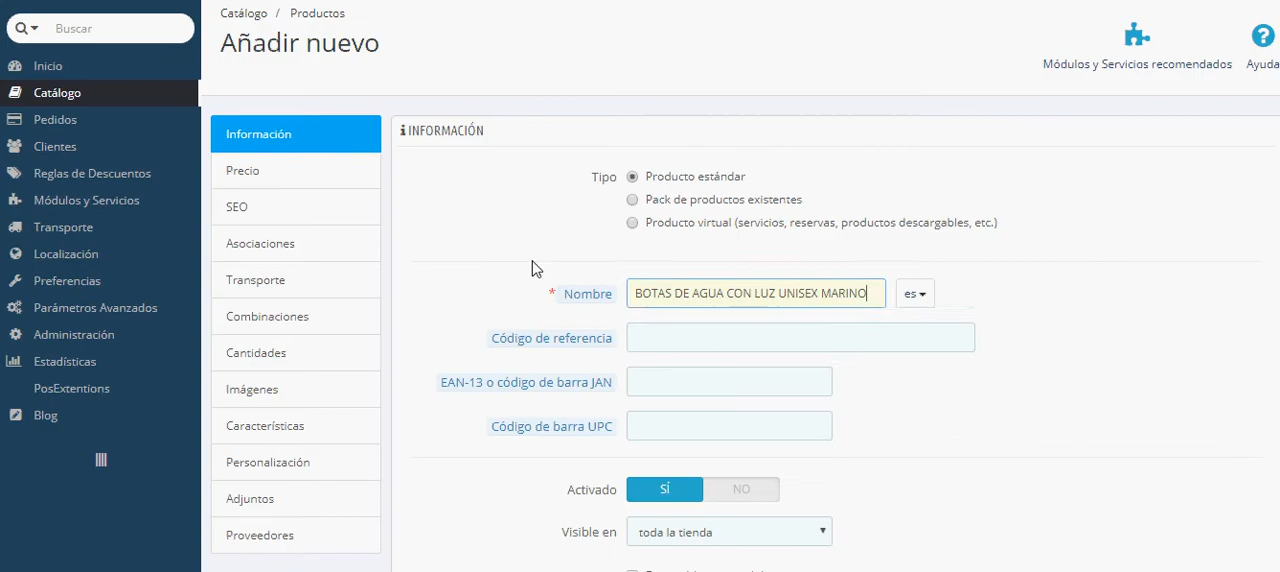 Catálogo / Productos
Añadir nuevo
Buscar
Módulos y Servicios recomendados
Ayuda
Inicio
Catálogo
Pedidos
Clientes
Reglas de Descuentos
Módulos y Servicios
Transporte
Localización
Preferencias
Parámetros Avanzados
Administración
Estadísticas
PosExtentions
Blog
Información
Precio
SEO
Asociaciones
Transporte
Combinaciones
Cantidades
Imágenes
Características
Personalización
Adjuntos
Proveedores
INFORMACIÓN
Tipo
Producto estándar
Pack de productos existentes
Producto virtual (servicios, reservas, productos descargables, etc.)
* Nombre BOTAS DE AGUA CON LUZ UNISEX MARINO es
Código de referencia
EAN-13 o código de barra JAN
Código de barra UPC
Activado SÍ NO
Visible en toda la tienda